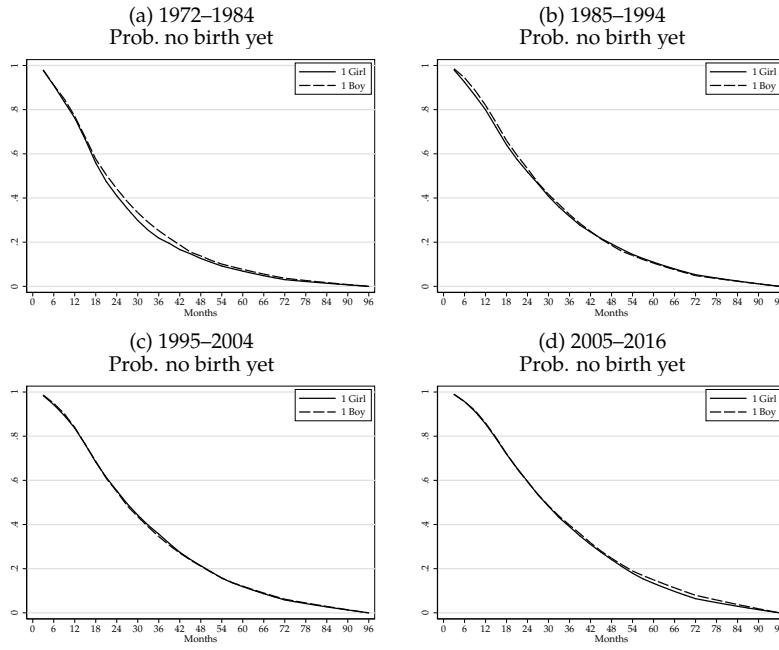 (a) 1972–1984
Prob. no birth yet
1 Girl
1 Boy
0 .2 .4 .6 .8 1
0 6 12 18 24 30 36 42 48 54 60 66 72 78 84 90 96
Months
(b) 1985–1994
Prob. no birth yet
1 Girl
1 Boy
0 .2 .4 .6 .8 1
0 6 12 18 24 30 36 42 48 54 60 66 72 78 84 90 96
Months
(c) 1995–2004
Prob. no birth yet
1 Girl
1 Boy
0 .2 .4 .6 .8 1
0 6 12 18 24 30 36 42 48 54 60 66 72 78 84 90 96
Months
(d) 2005–2016
Prob. no birth yet
1 Girl
1 Boy
0 .2 .4 .6 .8 1
0 6 12 18 24 30 36 42 48 54 60 66 72 78 84 90 96
Months